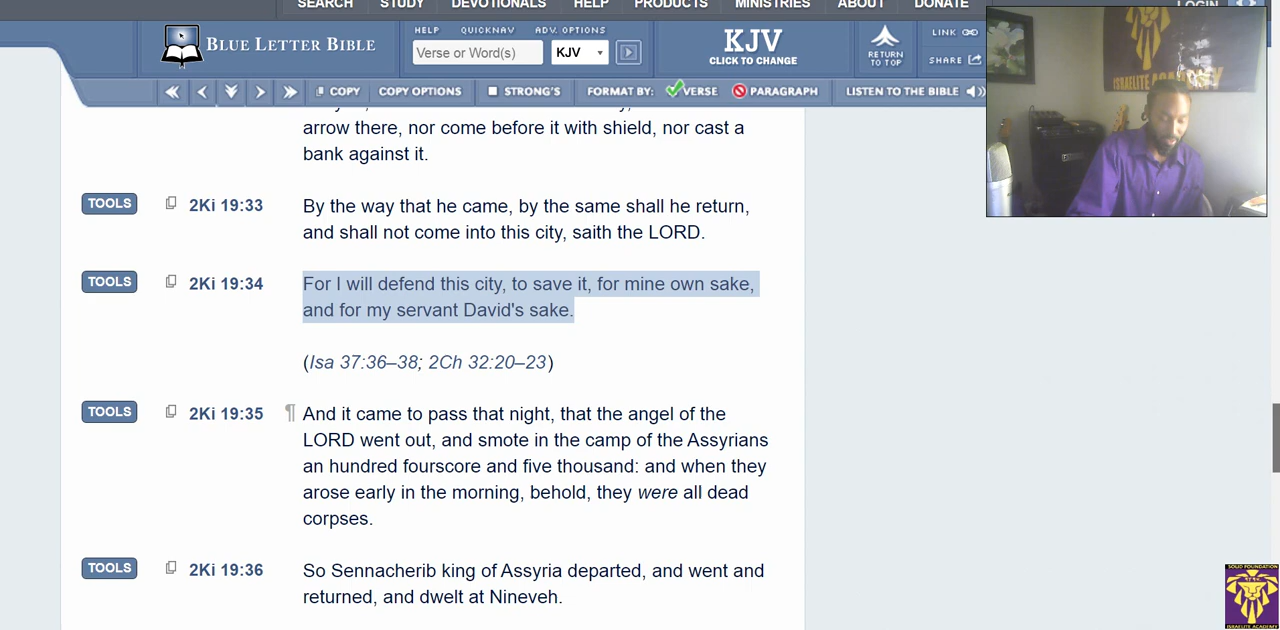 SEARCH STUDY DEVOTIONALS HELP PRODUCTS MINISTRIES ABOUT DONATE LOGIN
BLUE LETTER BIBLE
HELP QUICKNAV ADV. OPTIONS
Verse or Word(s) KJV
KJV
CLICK TO CHANGE
RETURN
TO TOP
LINK
SHARE
COPY COPY OPTIONS STRONG'S FORMAT BY: VERSE PARAGRAPH LISTEN TO THE BIBLE
arrow there, nor come before it with shield, nor cast a
bank against it.
TOOLS 2Ki 19:33 By the way that he came, by the same shall he return,
and shall not come into this city, saith the LORD.
TOOLS 2Ki 19:34 For I will defend this city, to save it, for mine own sake,
and for my servant David's sake.
(Isa 37:36–38; 2Ch 32:20–23)
TOOLS 2Ki 19:35 ¶ And it came to pass that night, that the angel of the
LORD went out, and smote in the camp of the Assyrians
an hundred fourscore and five thousand: and when they
arose early in the morning, behold, they were all dead
corpses.
TOOLS 2Ki 19:36 So Sennacherib king of Assyria departed, and went and
returned, and dwelt at Nineveh.
ISRAELITE ACADEMY
SOLID FOUNDATION
ISRAELITE ACADEMY